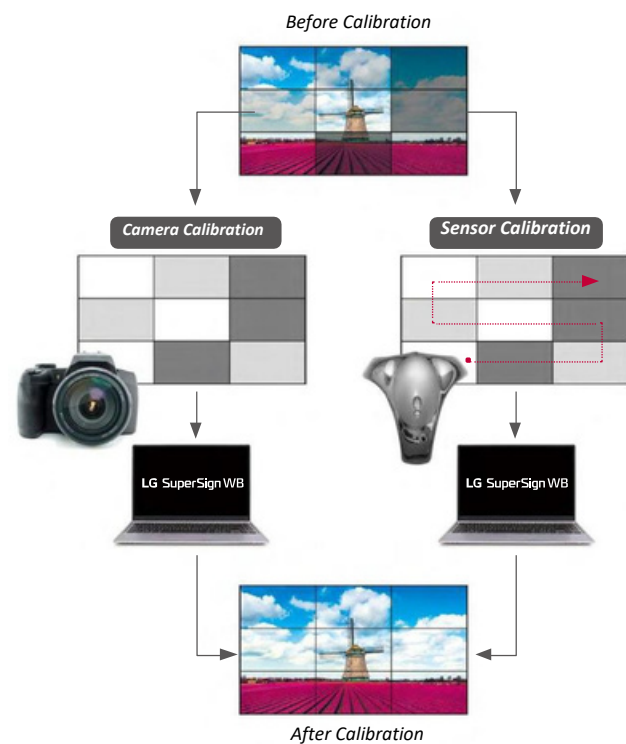 Before Calibration
Camera Calibration
Sensor Calibration
LG SuperSign WB
LG SuperSign WB
After Calibration